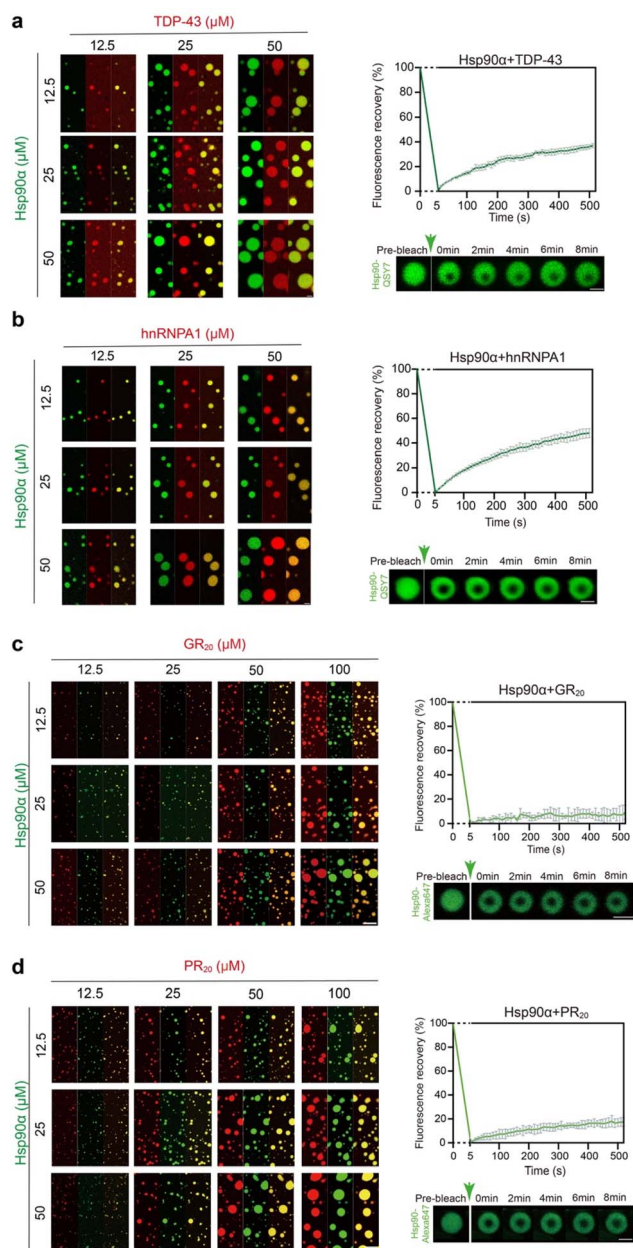 a
TDP-43 (μM)
12.5 25 50
Hsp90α (μM)
12.5
25
50
Hsp90α+TDP-43
Fluorescence recovery (%)
100
80
60
40
20
0
0 5 100 200 300 400 500
Time (s)
Pre-bleach 0min 2min 4min 6min 8min
Hsp90-
QSY7
b
hnRNPA1 (μM)
12.5 25 50
Hsp90α (μM)
12.5
25
50
Hsp90α+hnRNPA1
Fluorescence recovery (%)
100
80
60
40
20
0
0 5 100 200 300 400 500
Time (s)
Pre-bleach 0min 2min 4min 6min 8min
Hsp90-
QSY7
c
GR₂₀ (μM)
12.5 25 50 100
Hsp90α (μM)
12.5
25
50
Hsp90α+GR₂₀
Fluorescence recovery (%)
100
80
60
40
20
0
0 5 100 200 300 400 500
Time (s)
Pre-bleach 0min 2min 4min 6min 8min
Hsp90-
Alexa647
d
PR₂₀ (μM)
12.5 25 50 100
Hsp90α (μM)
12.5
25
50
Hsp90α+PR₂₀
Fluorescence recovery (%)
100
80
60
40
20
0
0 5 100 200 300 400 500
Time (s)
Pre-bleach 0min 2min 4min 6min 8min
Hsp90-
Alexa647